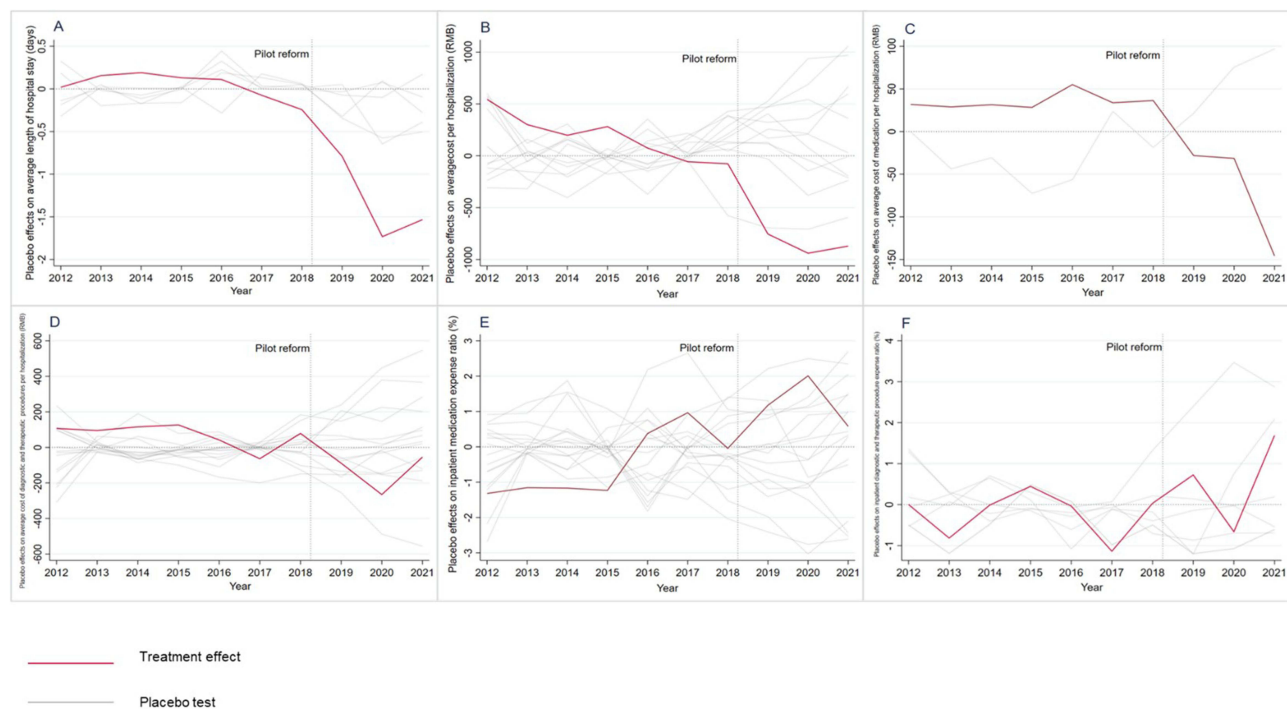 A
Placebo effects on average length of hospital stay (days)
Pilot reform
0.5
0
-0.5
-1
-1.5
-2
2012 2013 2014 2015 2016 2017 2018 2019 2020 2021
Year
B
Placebo effects on averagecost per hospitalization (RMB)
Pilot reform
1000
500
0
-500
-1000
2012 2013 2014 2015 2016 2017 2018 2019 2020 2021
Year
C
Placebo effects on average cost of medication per hospitalization (RMB)
Pilot reform
100
50
0
-50
-100
-150
2012 2013 2014 2015 2016 2017 2018 2019 2020 2021
Year
D
Placebo effects on average cost of diagnostic and therapeutic procedures per hospitalization (RMB)
Pilot reform
600
400
200
0
-200
-400
-600
2012 2013 2014 2015 2016 2017 2018 2019 2020 2021
Year
E
Placebo effects on inpatient medication expense ratio (%)
Pilot reform
3
2
1
0
-1
-2
-3
2012 2013 2014 2015 2016 2017 2018 2019 2020 2021
Year
F
Placebo effects on inpatient diagnostic and therapeutic procedure expense ratio (%)
Pilot reform
4
3
2
1
0
-1
2012 2013 2014 2015 2016 2017 2018 2019 2020 2021
Year
Treatment effect
Placebo test